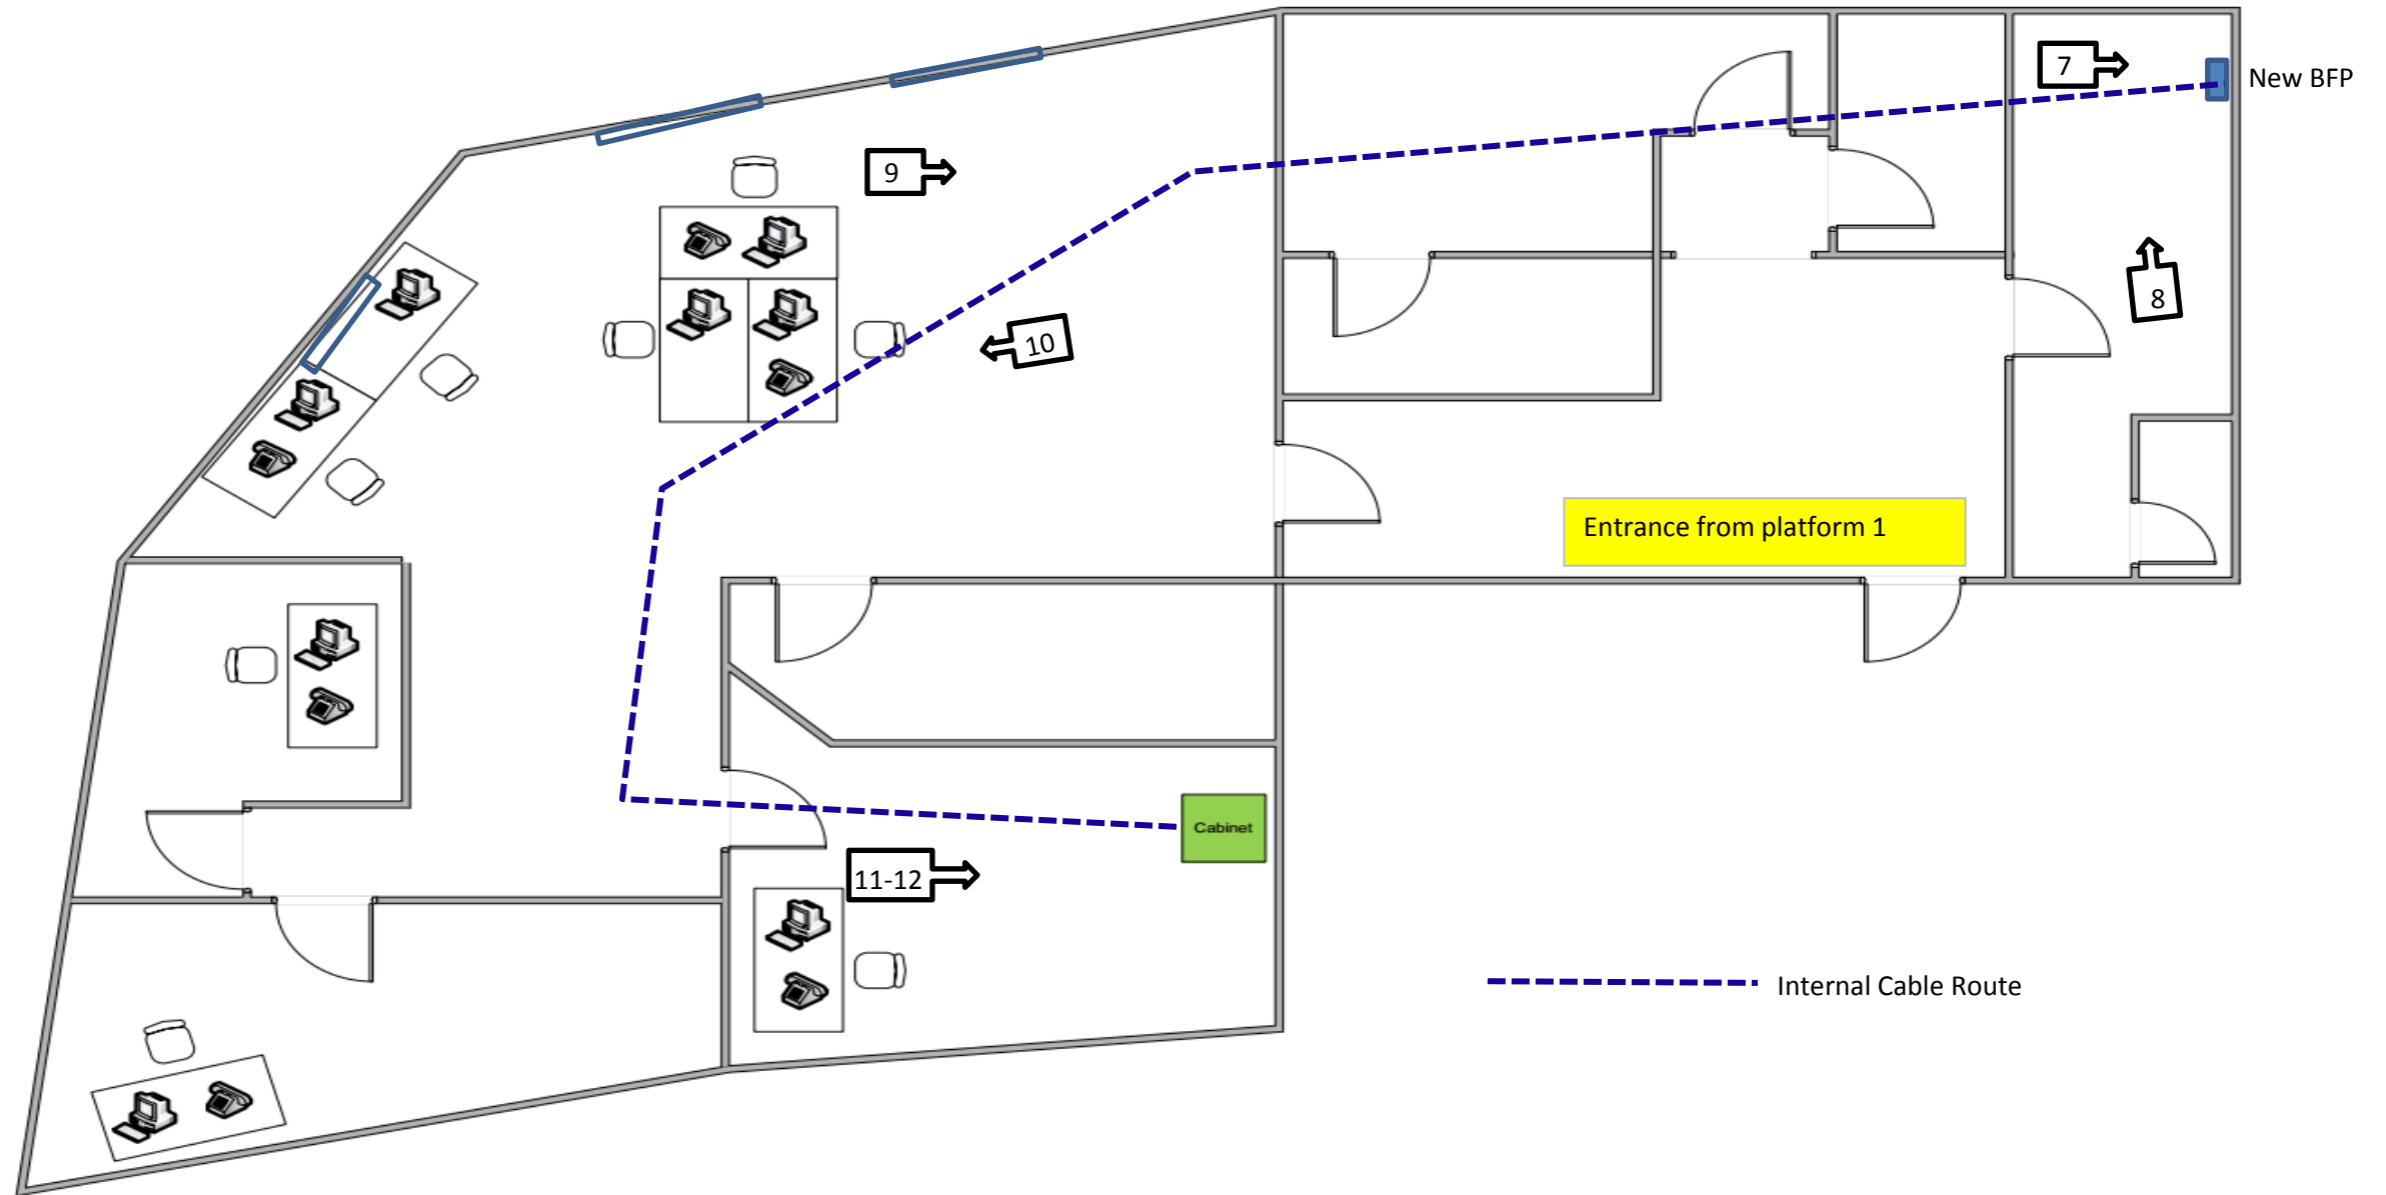 7
New BFP
9
8
10
Entrance from platform 1
Cabinet
11-12
Internal Cable Route